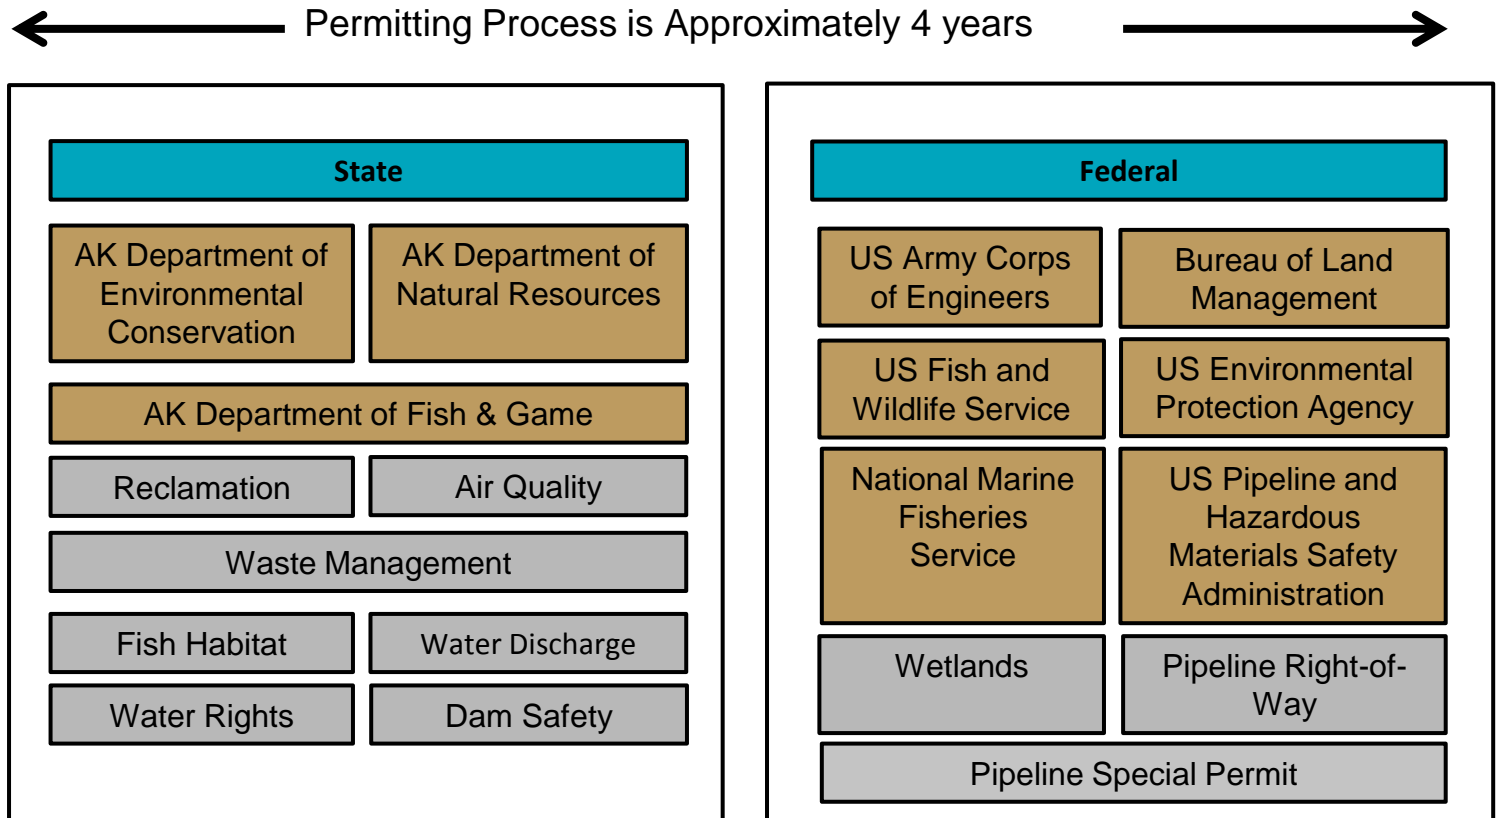 Permitting Process is Approximately 4 years
State
AK Department of
Environmental
Conservation
AK Department of
Natural Resources
AK Department of Fish & Game
Reclamation
Air Quality
Waste Management
Fish Habitat
Water Discharge
Water Rights
Dam Safety
Federal
US Army Corps
of Engineers
Bureau of Land
Management
US Fish and
Wildlife Service
US Environmental
Protection Agency
National Marine
Fisheries
Service
US Pipeline and
Hazardous
Materials Safety
Administration
Wetlands
Pipeline Right-of-
Way
Pipeline Special Permit